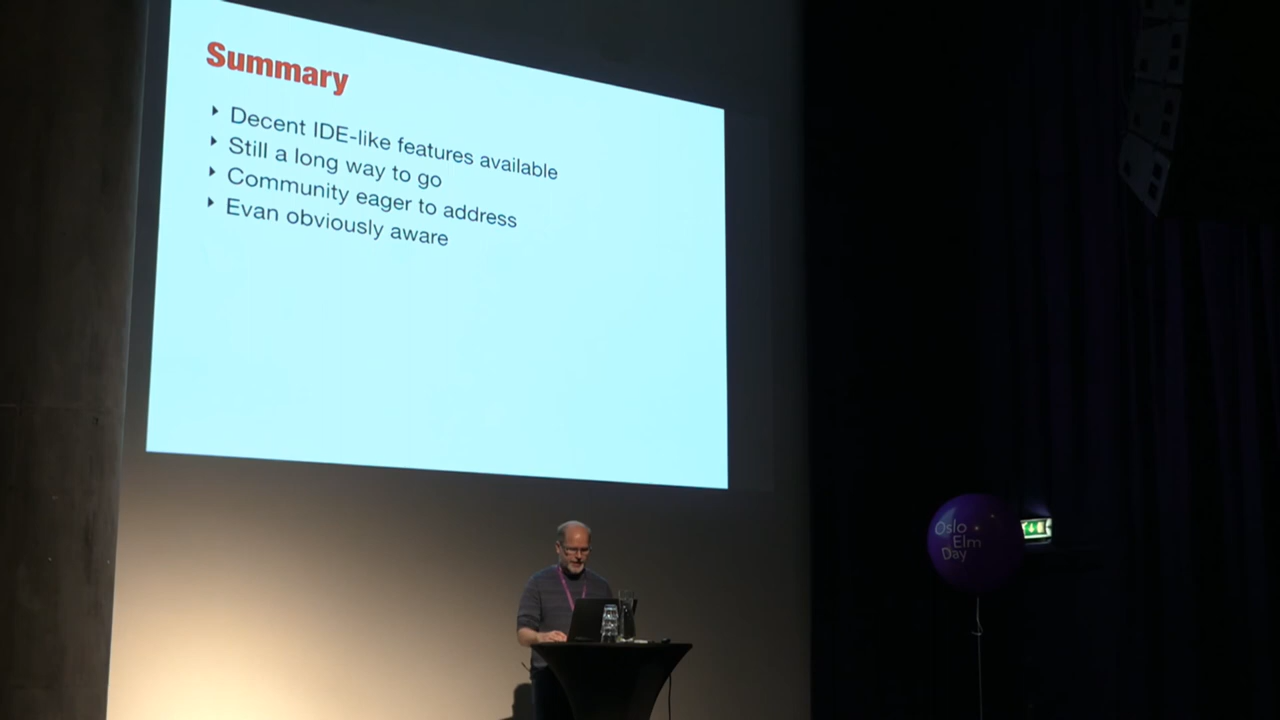 Summary
Decent IDE-like features available
Still a long way to go
Community eager to address
Evan obviously aware
Oslo
Elm
Day